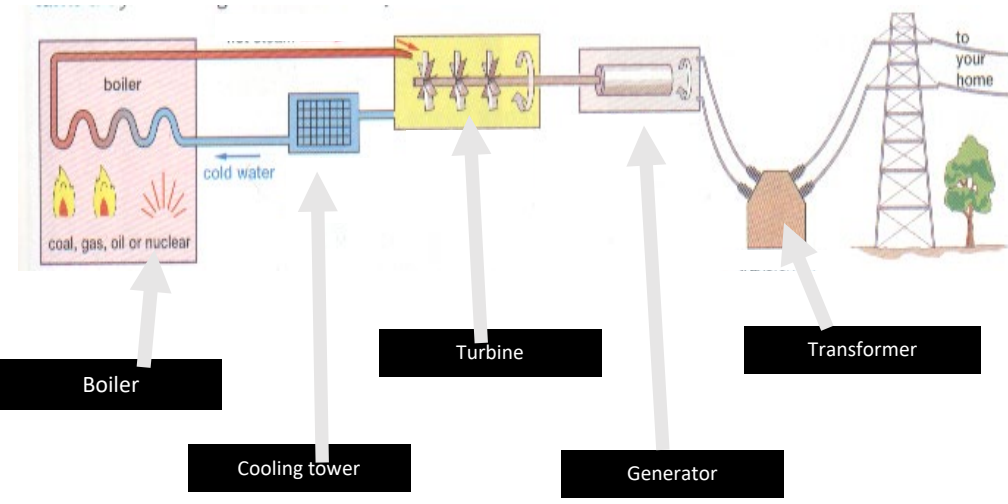 to
your
home
boiler
cold water
coal, gas, oil or nuclear
Turbine
Transformer
Boiler
Cooling tower
Generator